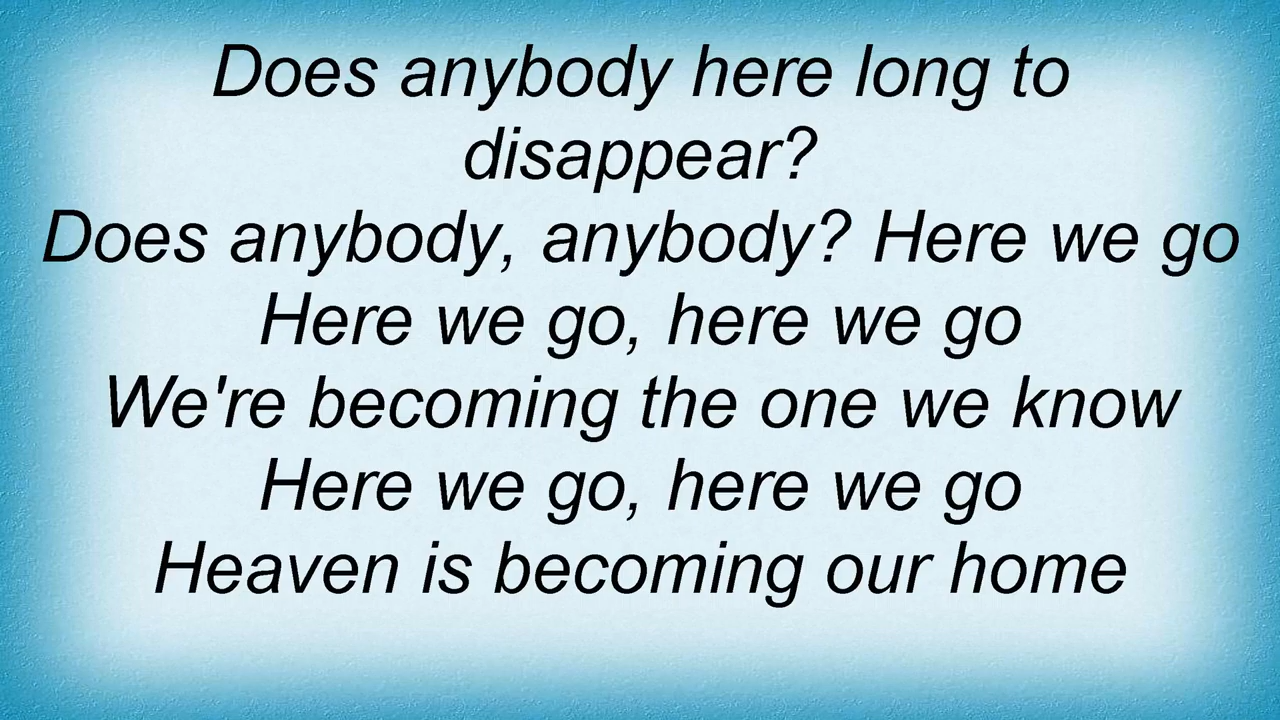 Does anybody here long to
disappear?
Does anybody, anybody? Here we go
Here we go, here we go
We're becoming the one we know
Here we go, here we go
Heaven is becoming our home